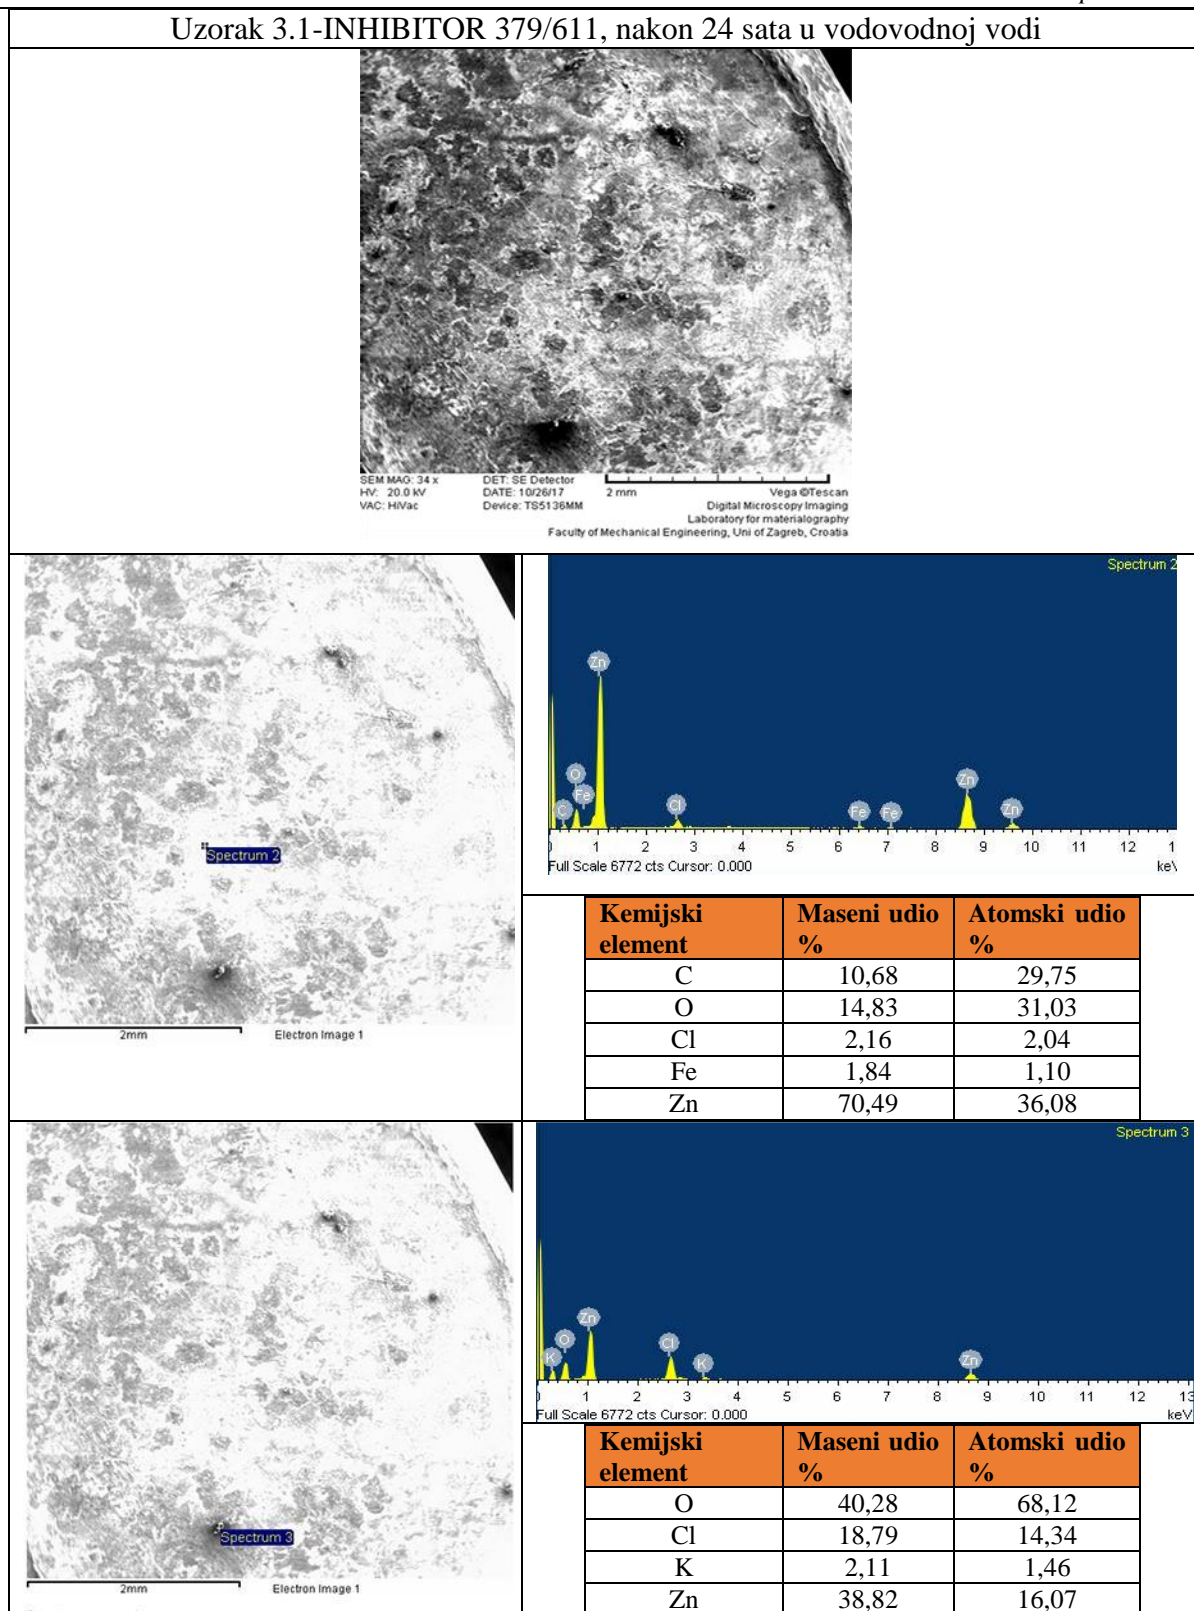 Uzorak 3.1-INHIBITOR 379/611, nakon 24 sata u vodovodnoj vodi
SEM MAG: 34 x DET: SE Detector
HV: 20.0 kV DATE: 10/26/17 2 mm Vega ©Tescan
VAC: HiVac Device: TS5136MM Digital Microscopy Imaging
Laboratory for materialography
Faculty of Mechanical Engineering, Uni of Zagreb, Croatia
Spectrum 2
2mm Electron Image 1
Spectrum 2
Zn
O
Fe
C
Cl
Fe
Fe
Zn
Zn
0 1 2 3 4 5 6 7 8 9 10 11 12 1
Full Scale 6772 cts Cursor: 0.000 keV
Kemijski element Maseni udio % Atomski udio %
C 10,68 29,75
O 14,83 31,03
Cl 2,16 2,04
Fe 1,84 1,10
Zn 70,49 36,08
Spectrum 3
2mm Electron Image 1
Spectrum 3
Zn
O
K
Cl
K
Zn
0 1 2 3 4 5 6 7 8 9 10 11 12 13
Full Scale 6772 cts Cursor: 0.000 keV
Kemijski element Maseni udio % Atomski udio %
O 40,28 68,12
Cl 18,79 14,34
K 2,11 1,46
Zn 38,82 16,07